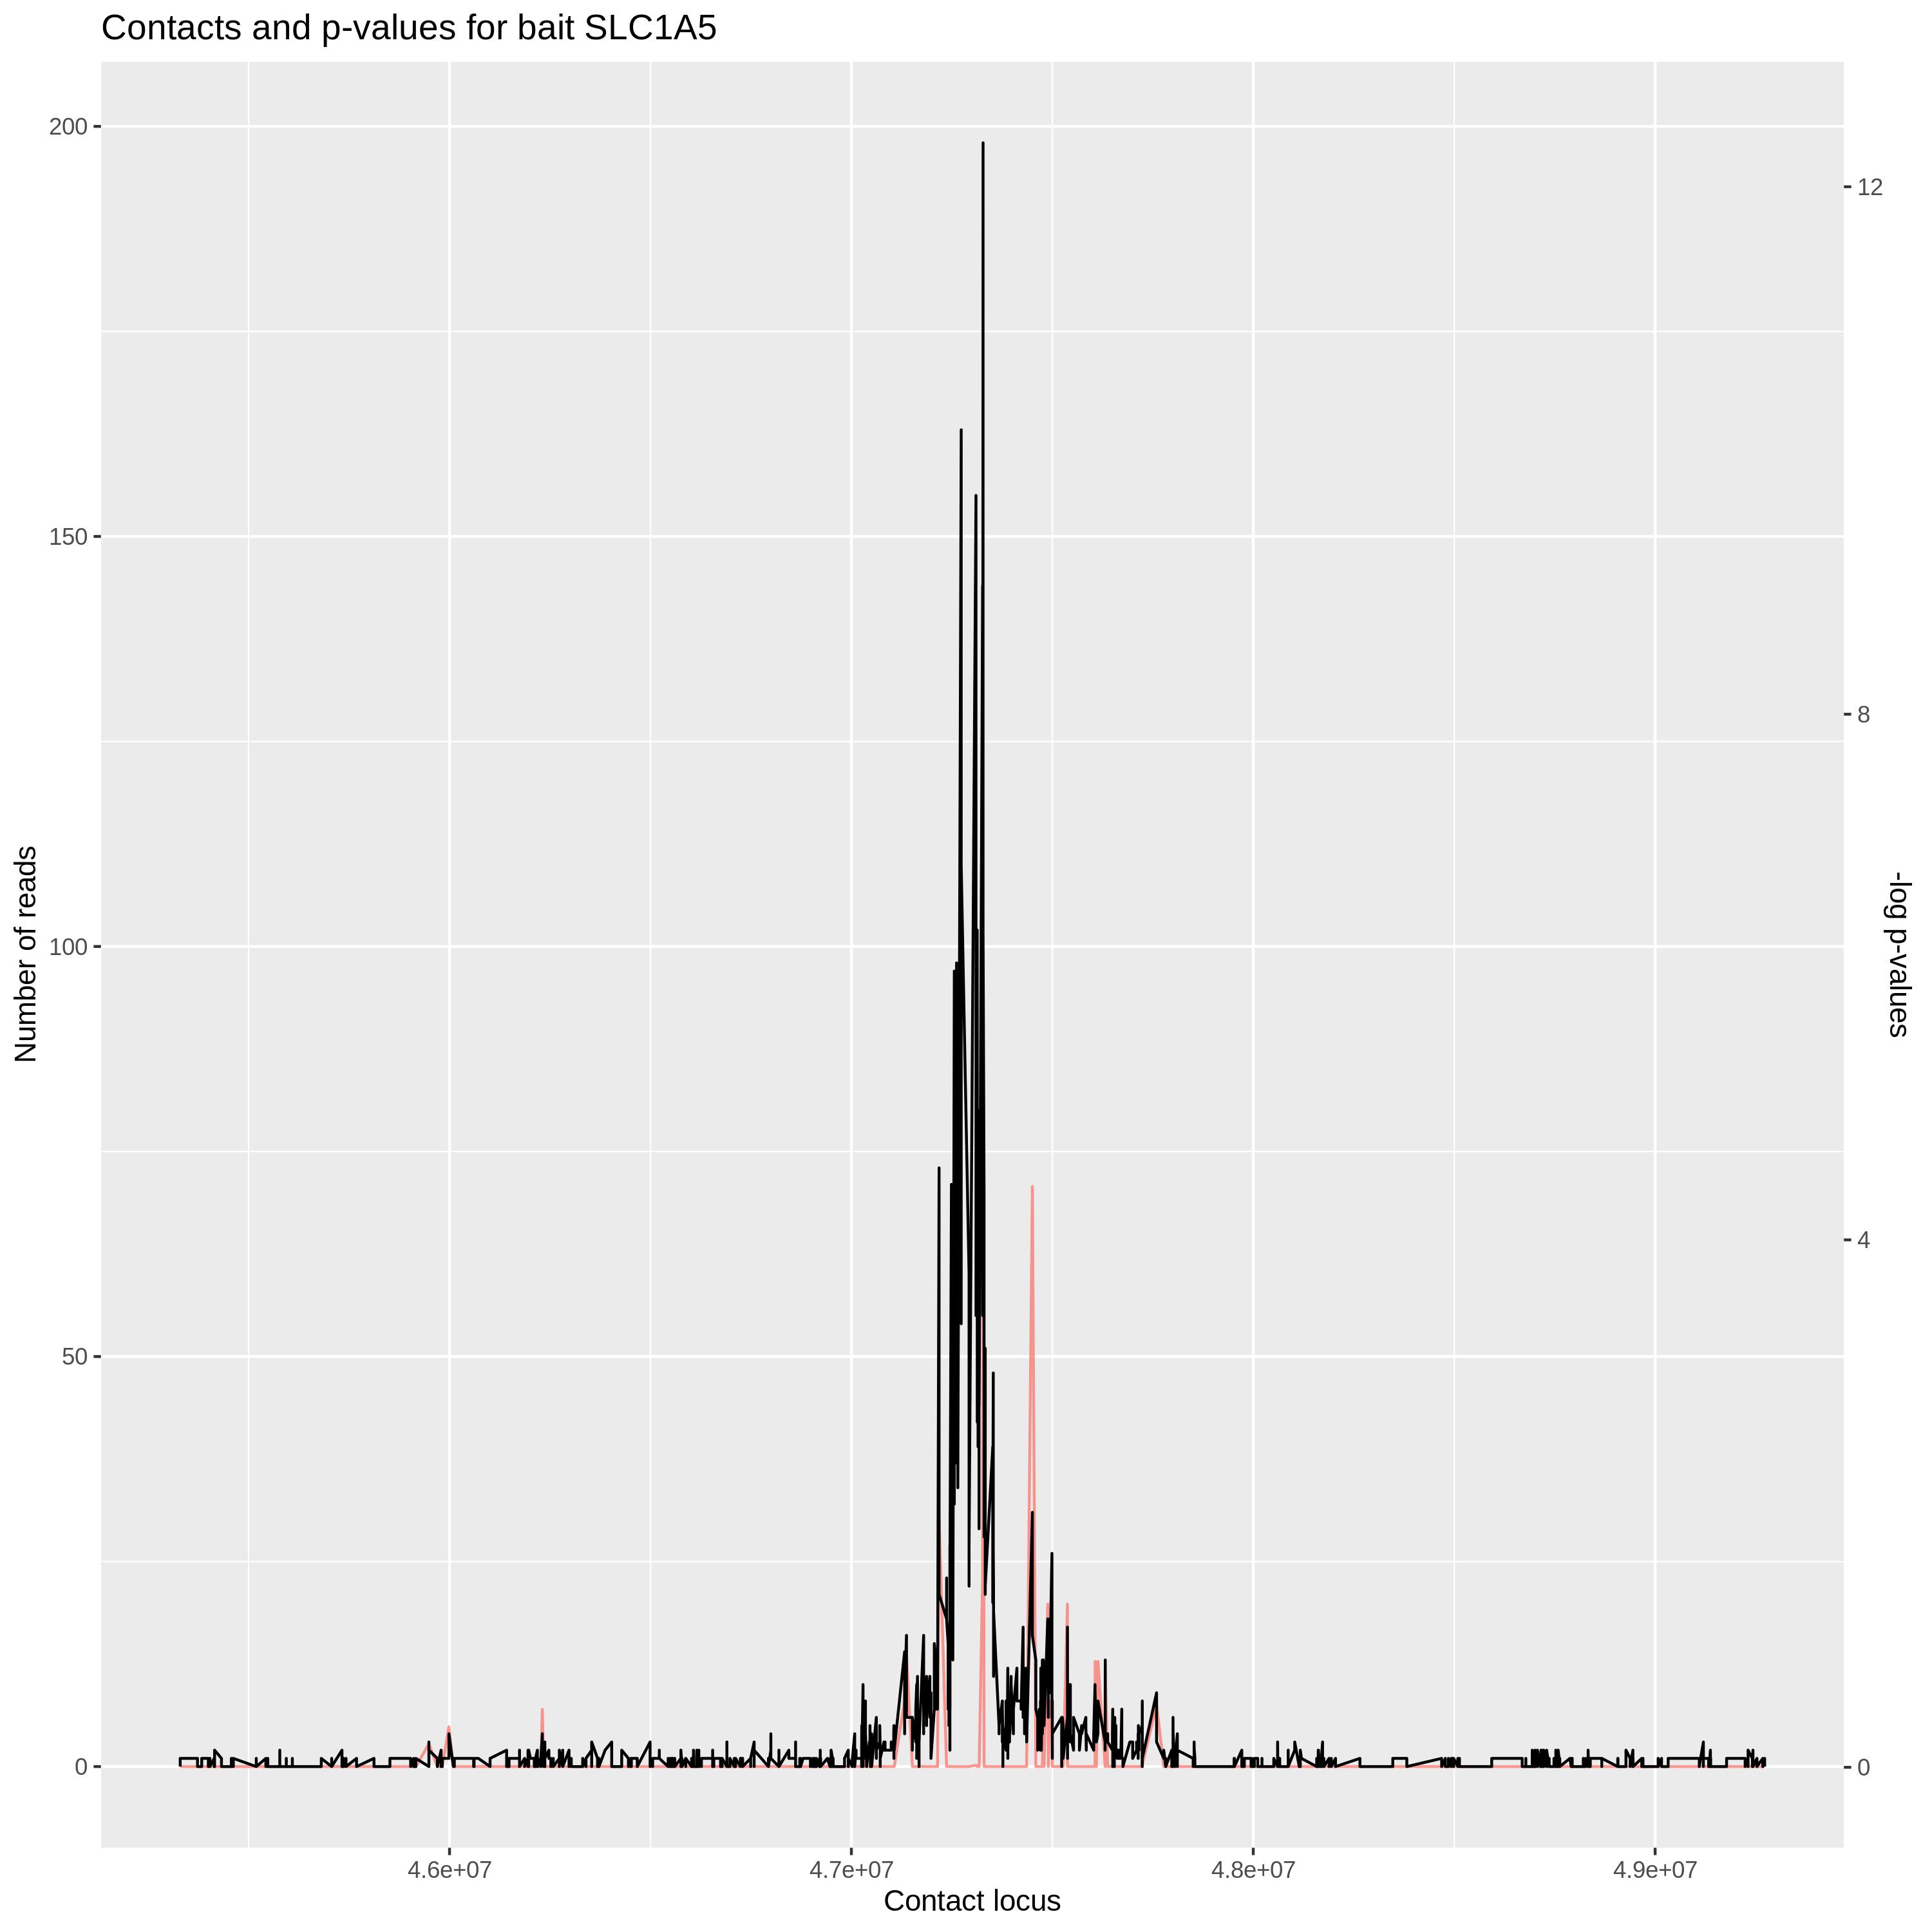 Contacts and p-values for bait SLC1A5
200
150
100
50
0
Number of reads
12
8
4
0
-log p-values
4.6e+07
4.7e+07
4.8e+07
4.9e+07
Contact locus